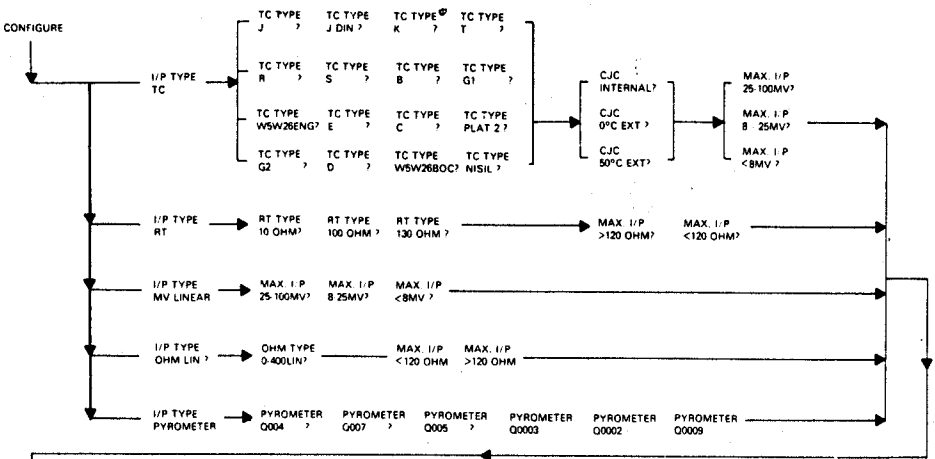 CONFIGURE
TC TYPE TC TYPE TC TYPE TC TYPE
J ? J DIN ? K ? T ?
I/P TYPE
TC
TC TYPE TC TYPE TC TYPE TC TYPE
R ? S ? B ? G1 ?
TC TYPE TC TYPE TC TYPE TC TYPE
W5W26ENG? E ? C ? PLAT 2 ?
TC TYPE TC TYPE TC TYPE TC TYPE
G2 ? D ? W5W26BOC? NISIL ?
CJC
INTERNAL?
CJC
0°C EXT ?
CJC
50°C EXT?
MAX. I/P
25-100MV?
MAX. I/P
8 - 25MV?
MAX. I/P
<8MV ?
I/P TYPE RT TYPE RT TYPE RT TYPE MAX. I/P MAX. I/P
RT 10 OHM? 100 OHM ? 130 OHM ? >120 OHM? <120 OHM?
I/P TYPE MAX. I/P MAX. I/P MAX. I/P
MV LINEAR 25-100MV? 8 25MV? <8MV ?
I/P TYPE OHM TYPE MAX. I/P MAX. I/P
OHM LIN ? 0-400LIN? <120 OHM >120 OHM
I/P TYPE PYROMETER PYROMETER PYROMETER PYROMETER PYROMETER PYROMETER
PYROMETER Q004 ? Q007 ? Q005 ? Q0003 Q0002 Q0009